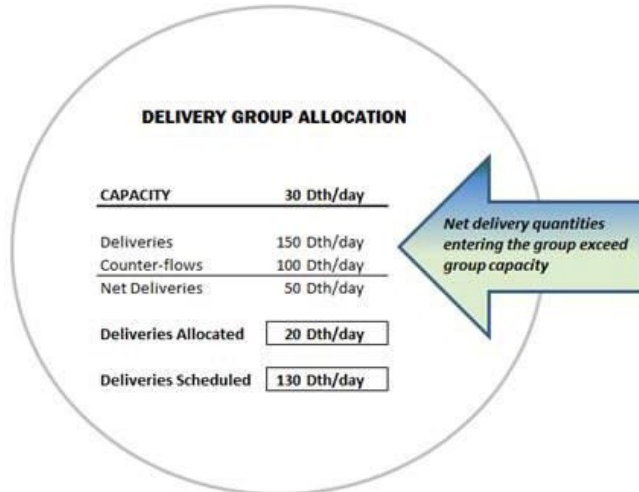 DELIVERY GROUP ALLOCATION
CAPACITY 30 Dth/day
Deliveries 150 Dth/day
Counter-flows 100 Dth/day
Net Deliveries 50 Dth/day
Deliveries Allocated 20 Dth/day
Deliveries Scheduled 130 Dth/day
Net delivery quantities
entering the group exceed
group capacity